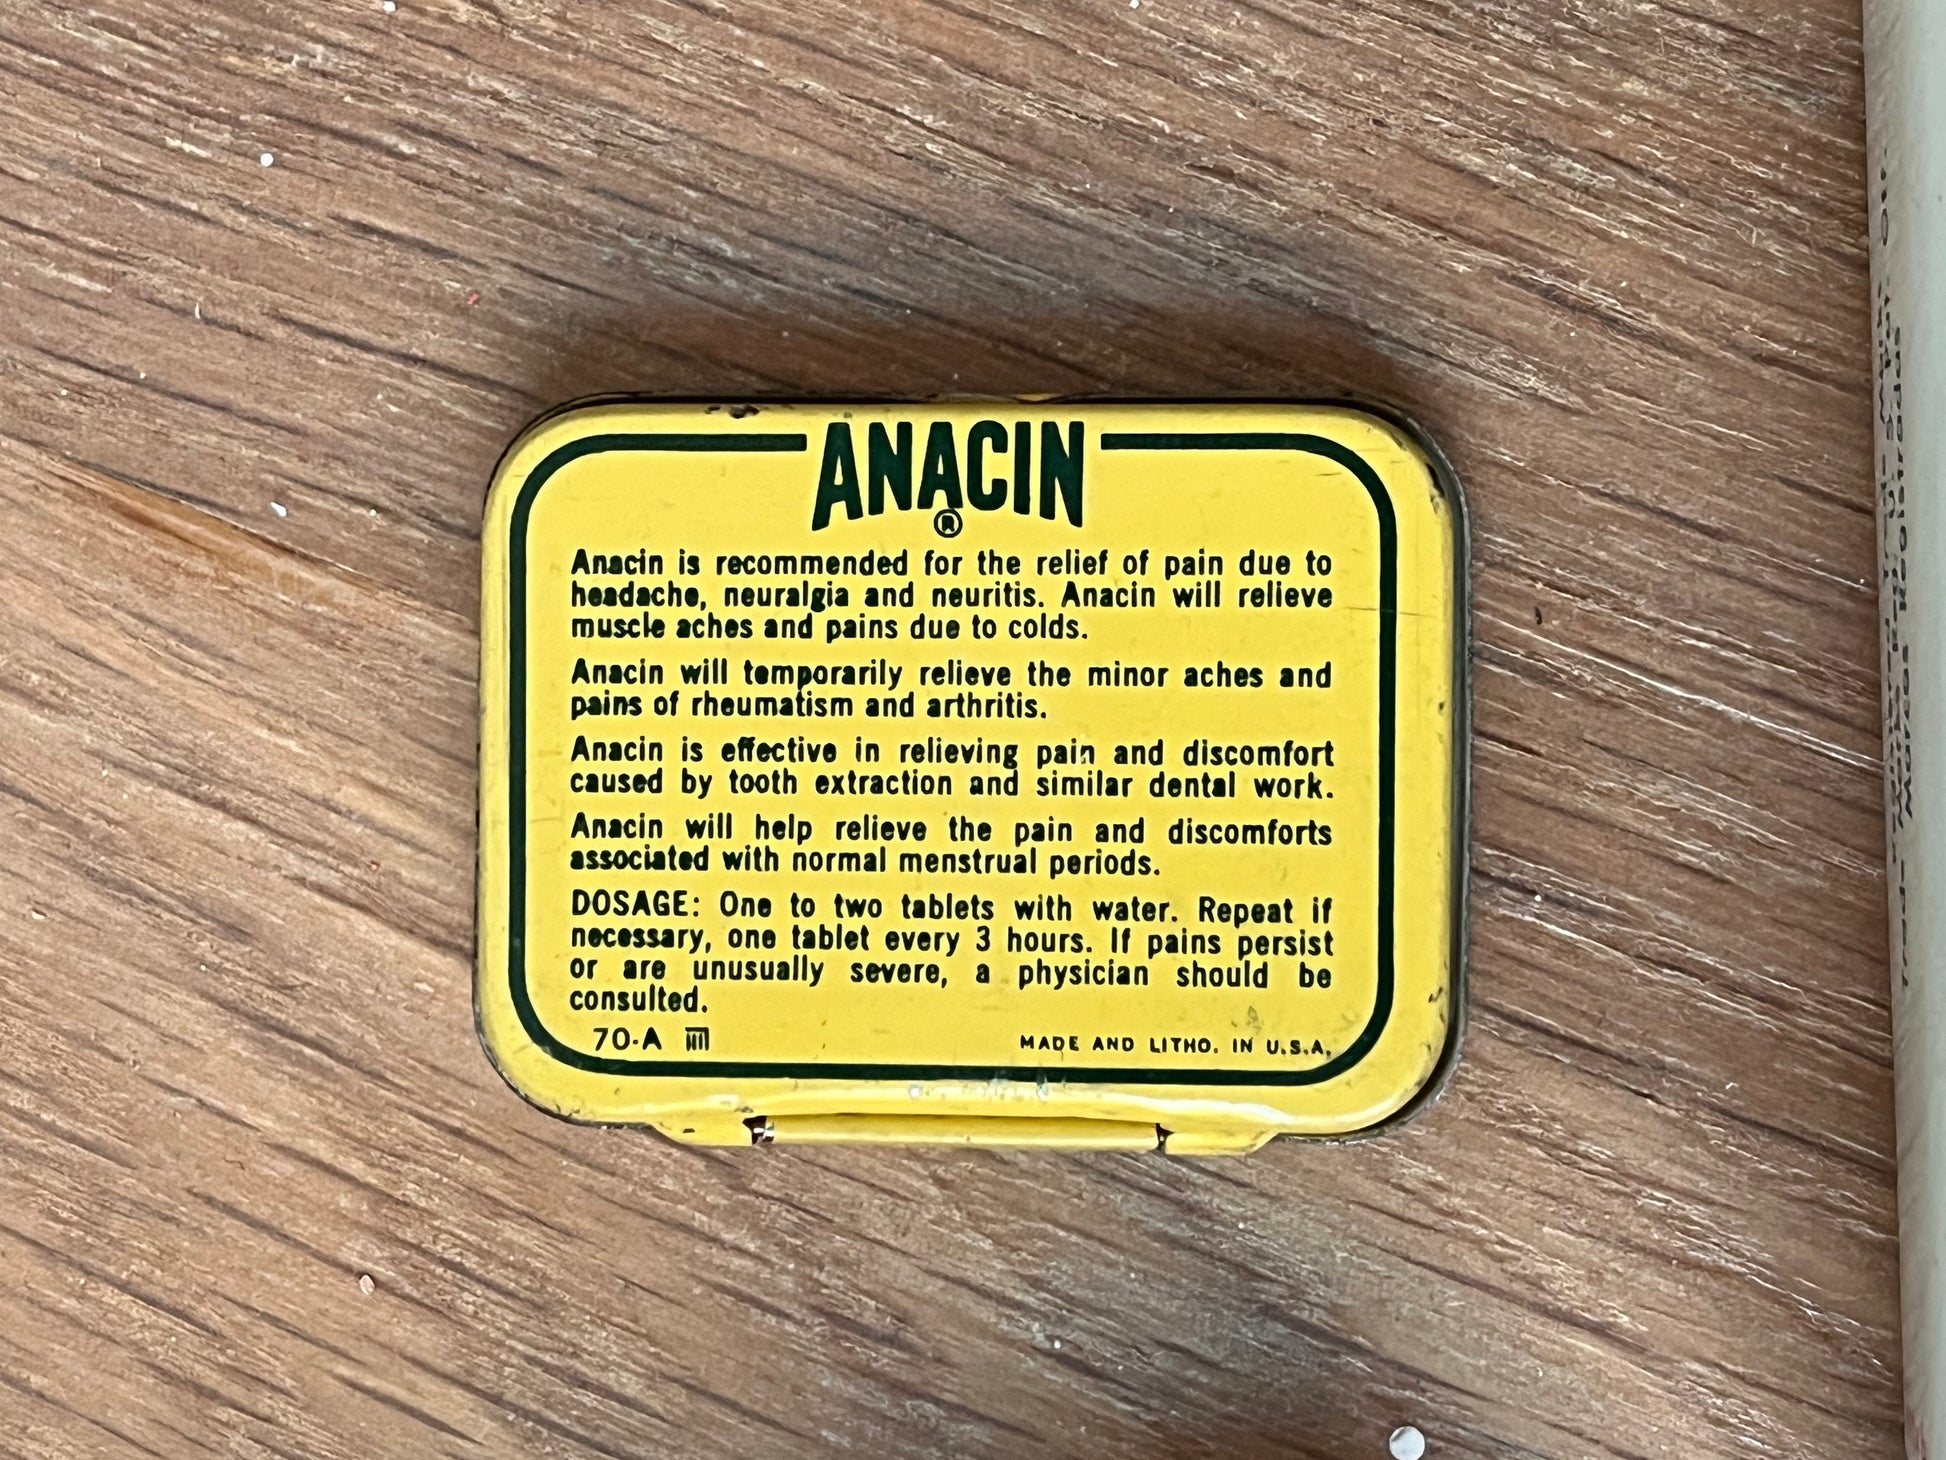 ANACIN
®
Anacin is recommended for the relief of pain due to
headache, neuralgia and neuritis. Anacin will relieve
muscle aches and pains due to colds.
Anacin will temporarily relieve the minor aches and
pains of rheumatism and arthritis.
Anacin is effective in relieving pain and discomfort
caused by tooth extraction and similar dental work.
Anacin will help relieve the pain and discomforts
associated with normal menstrual periods.
DOSAGE: One to two tablets with water. Repeat if
necessary, one tablet every 3 hours. If pains persist
or are unusually severe, a physician should be
consulted.
70-A
MADE AND LITHO. IN U.S.A.